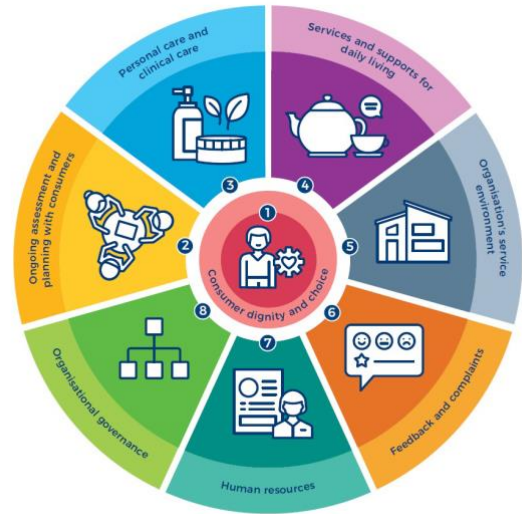 1
Consumer dignity and choice
2
Ongoing assessment and
planning with consumers
3
Personal care and
clinical care
4
Services and supports for
daily living
5
Organisation's service
environment
6
Feedback and complaints
7
Human resources
8
Organisational governance